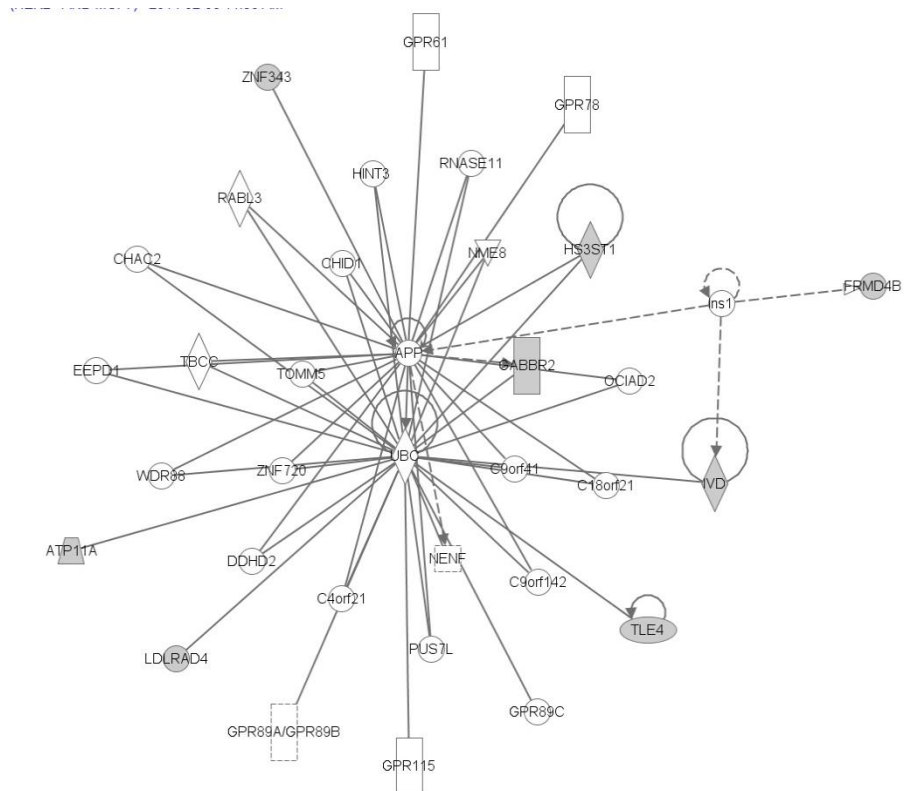 GPR61
ZNF343
GPR78
RNASE11
HINT3
RABL3
NME8
HS3ST1
CHAC2
CHID1
FRMD4B
Ins1
APP
TBCC
GABBR2
EEPD1
TOMM5
OCIAD2
UBC
WDR88
ZNF720
C9orf41
C18orf21
IVD
ATP11A
DDHD2
NENF
C9orf142
C4orf21
TLE4
PUS7L
LDLRAD4
GPR89C
GPR89A/GPR89B
GPR115